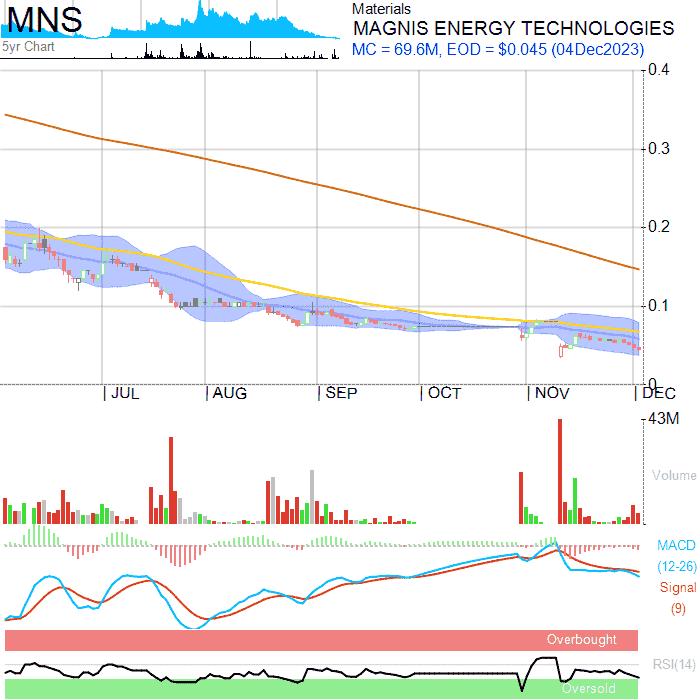 MNS
5yr Chart
Materials
MAGNIS ENERGY TECHNOLOGIES
MC = 69.6M, EOD = $0.045 (04Dec2023)
0.4
0.3
0.2
0.1
0
JUL AUG SEP OCT NOV DEC
43M
Volume
MACD
(12-26)
Signal
(9)
Overbought
RSI(14)
Oversold